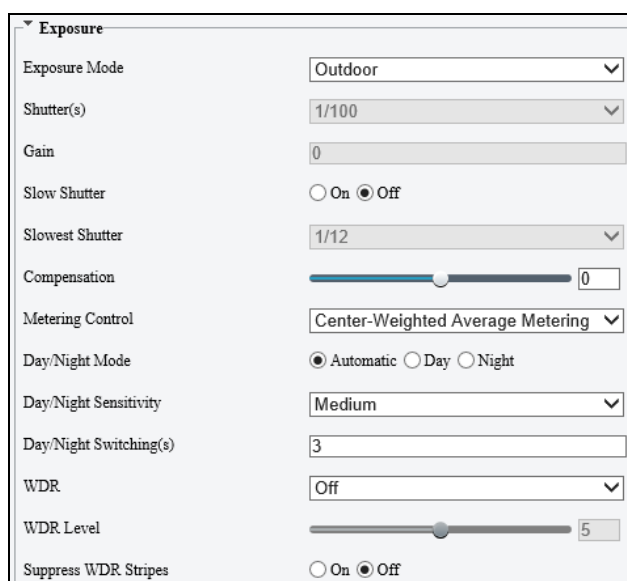 Exposure
Exposure Mode Outdoor
Shutter(s) 1/100
Gain 0
Slow Shutter On Off
Slowest Shutter 1/12
Compensation 0
Metering Control Center-Weighted Average Metering
Day/Night Mode Automatic Day Night
Day/Night Sensitivity Medium
Day/Night Switching(s) 3
WDR Off
WDR Level 5
Suppress WDR Stripes On Off